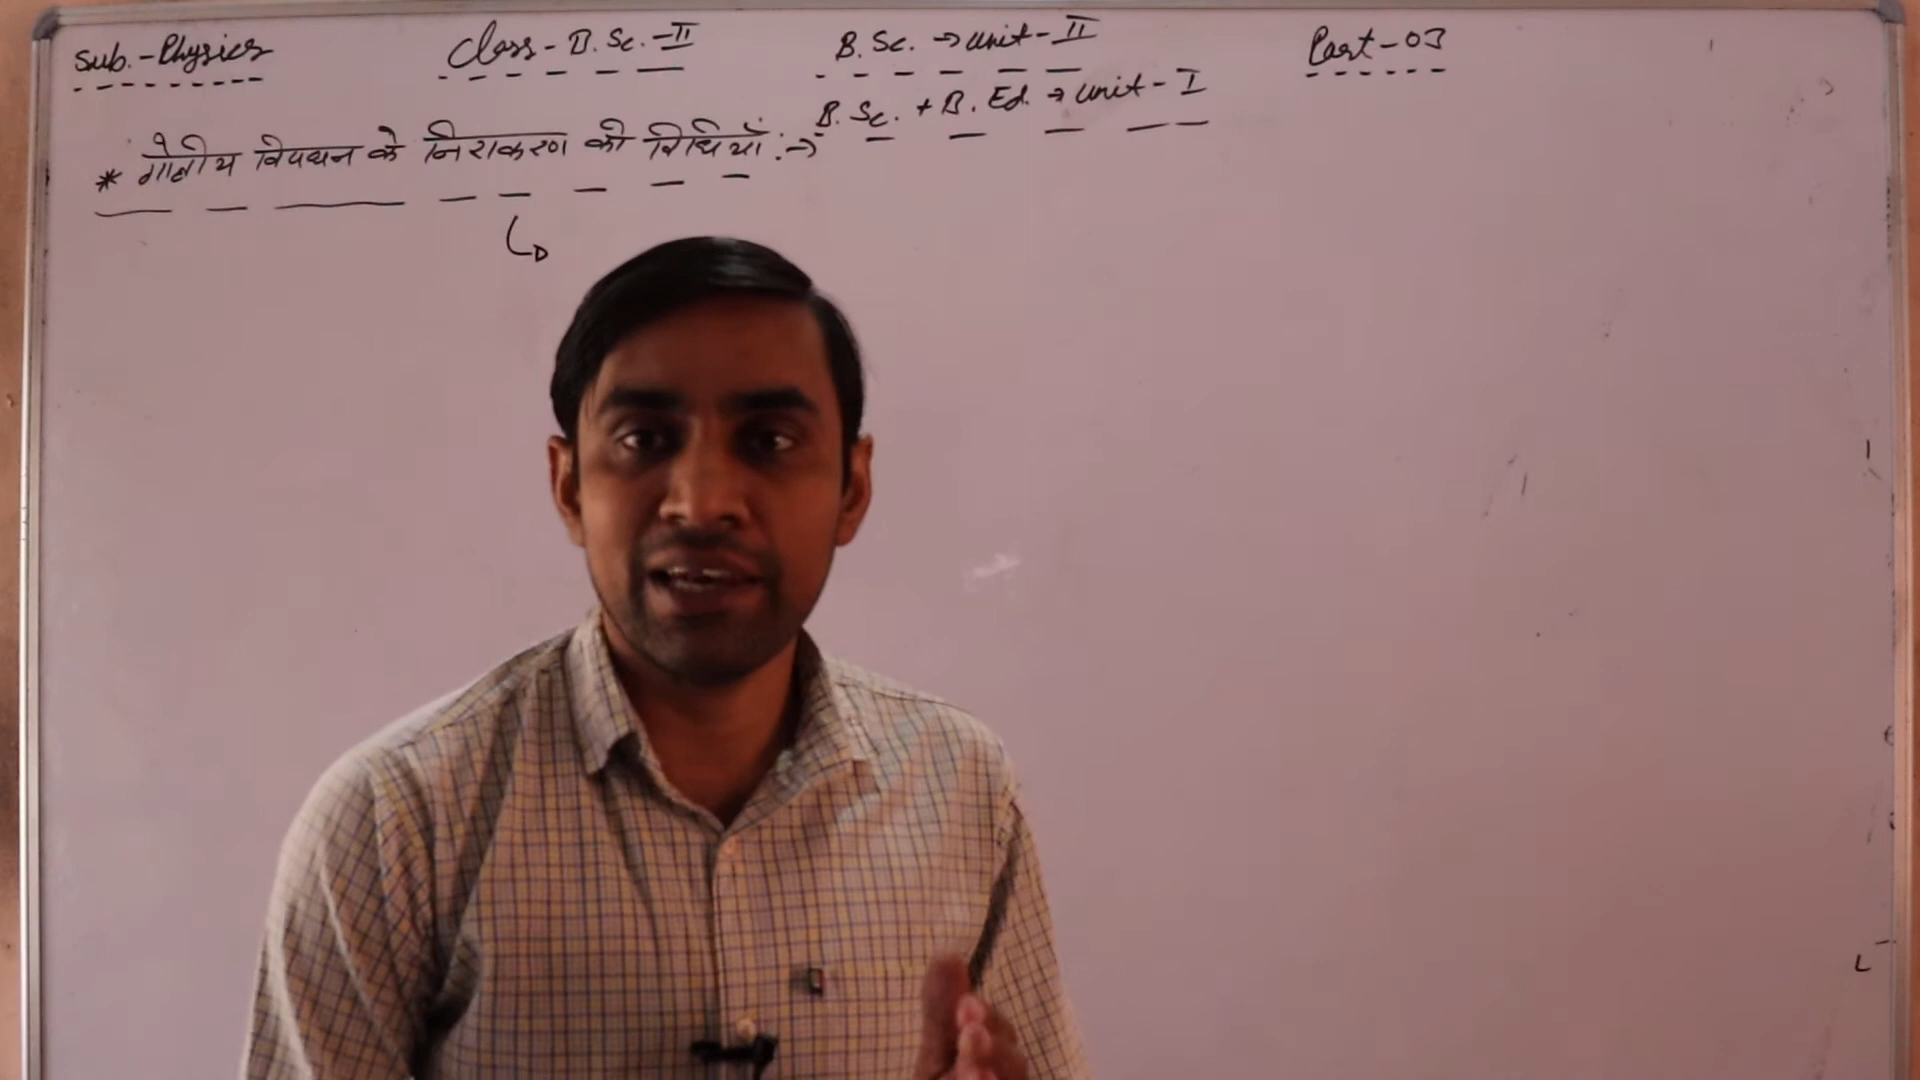 Sub.-Physics Class-B.Sc.-II B.Sc. → unit-II Part-03
B.Sc. + B.Ed. → unit-I
* गोलीय विपथन के निराकरण की विधियां :→